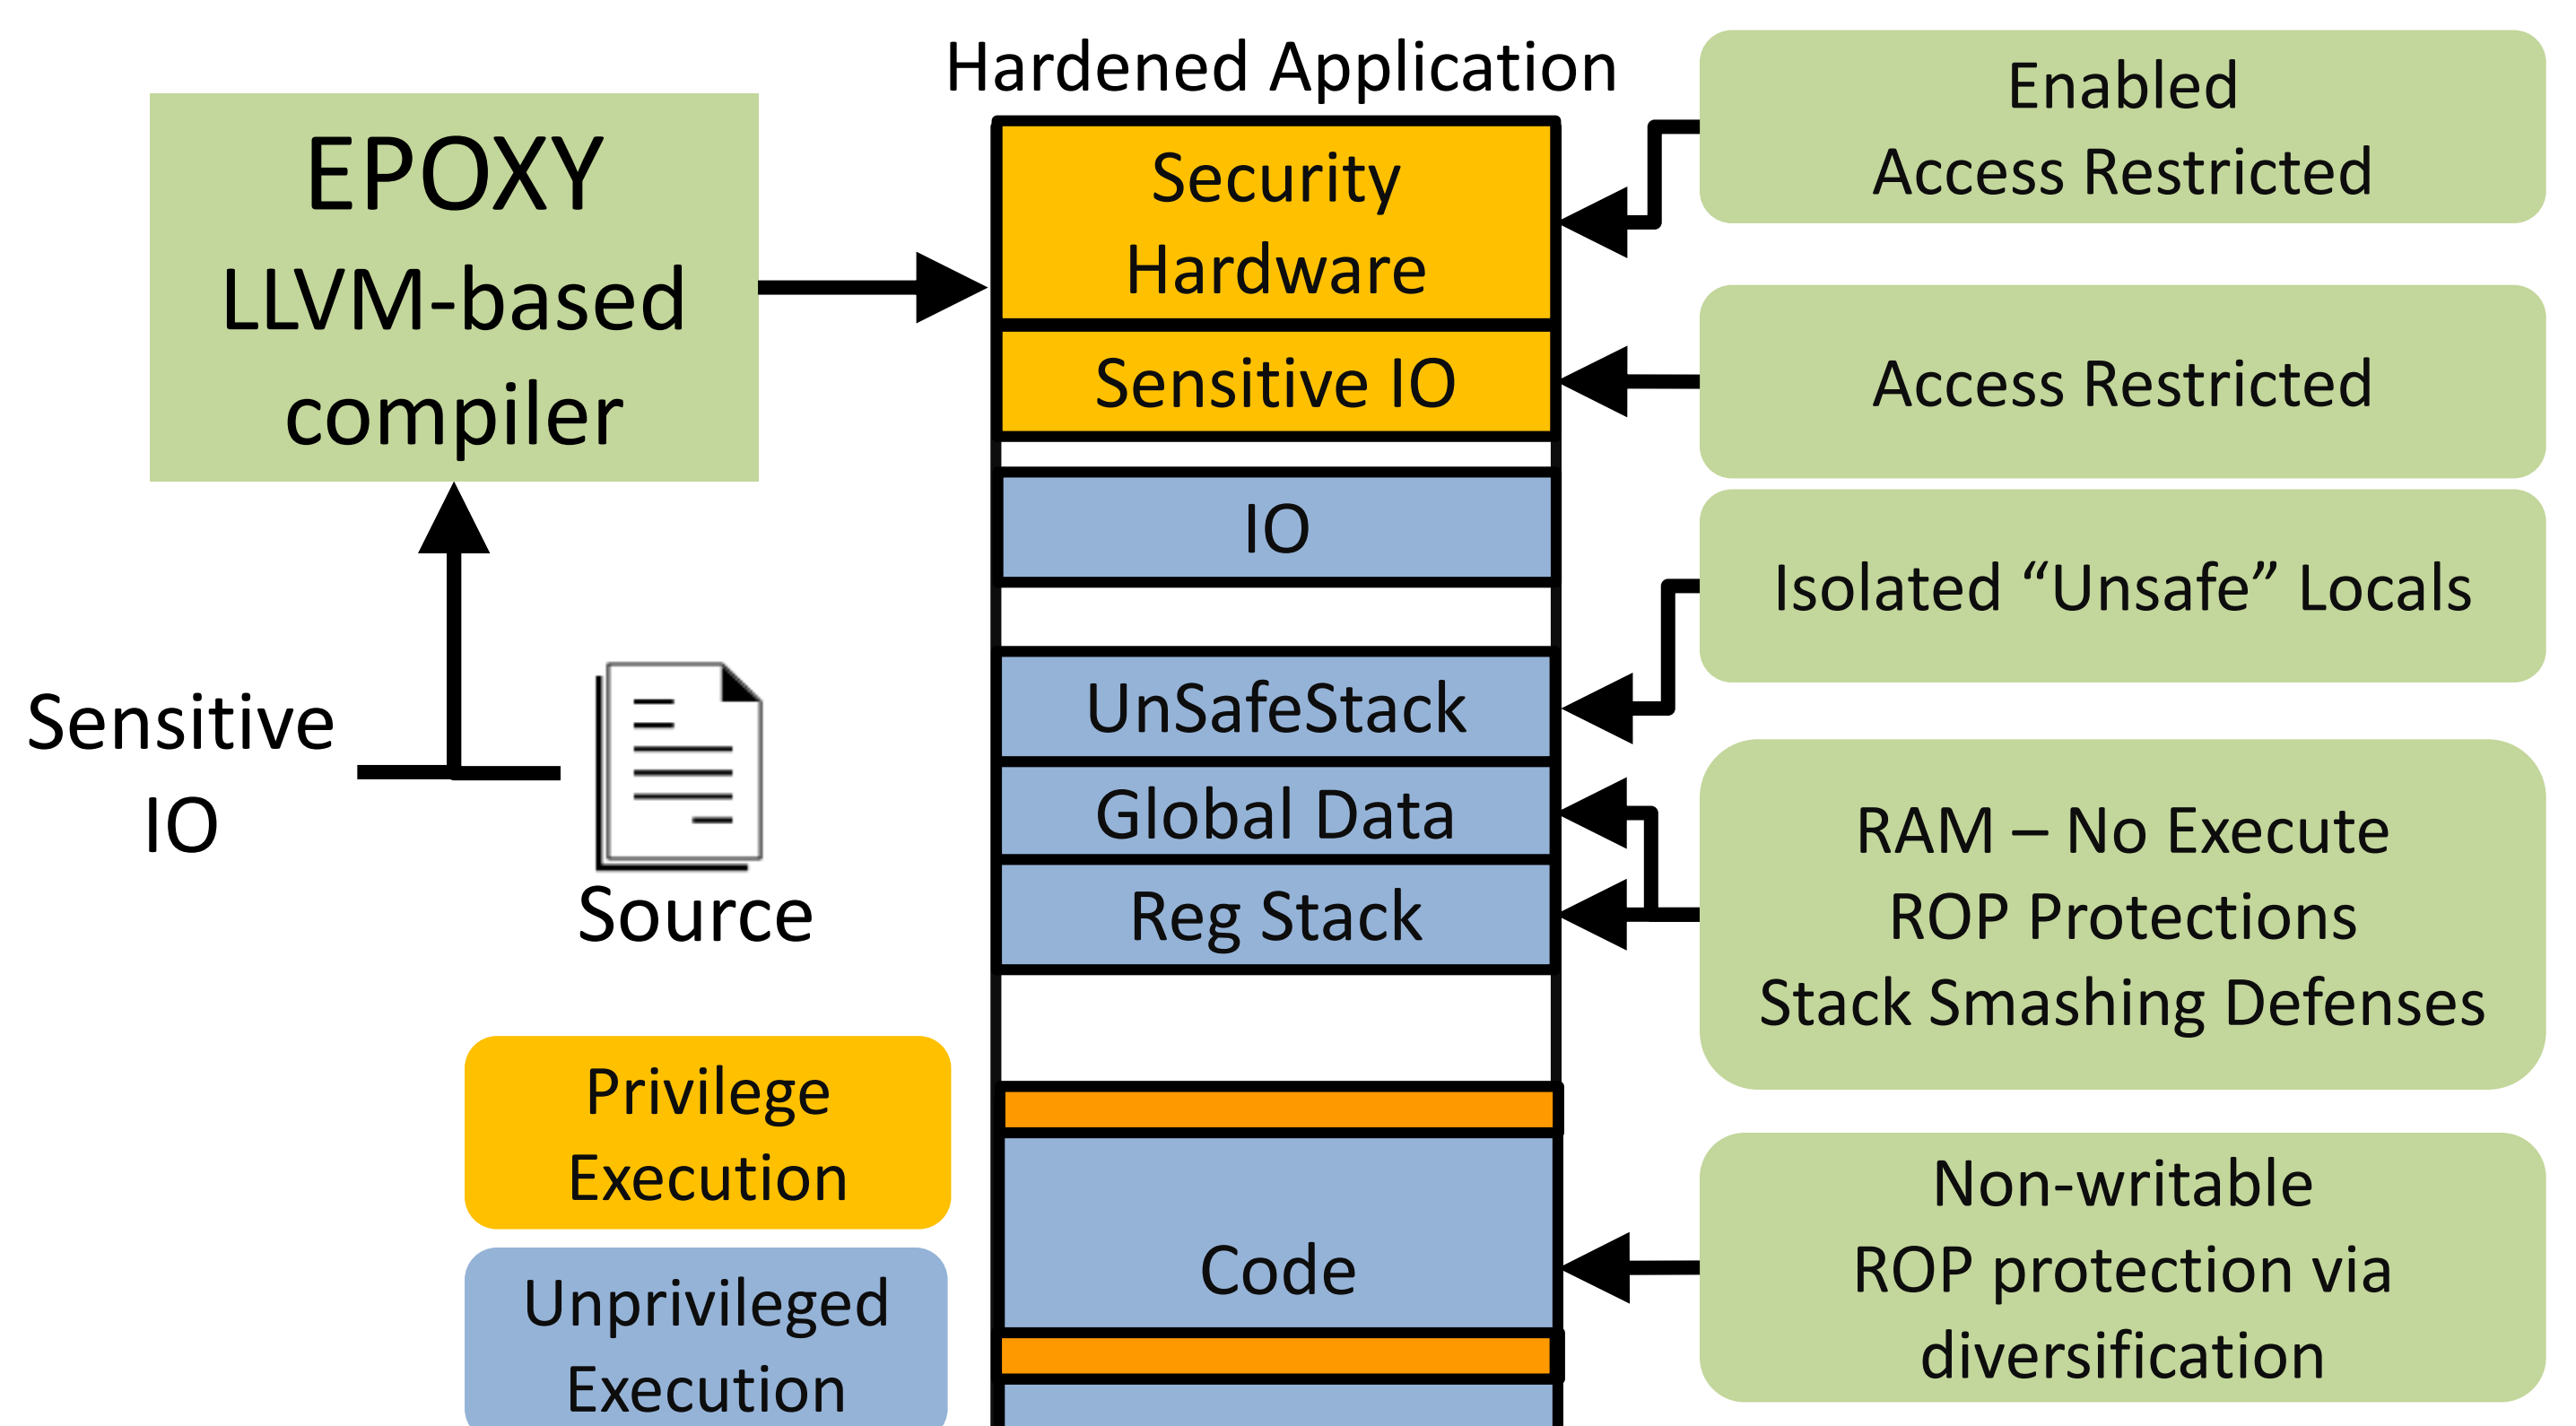 Hardened Application
EPOXY
LLVM-based
compiler
Sensitive
IO
Source
Privilege
Execution
Unprivileged
Execution
Security
Hardware
Sensitive IO
IO
UnSafeStack
Global Data
Reg Stack
Code
Enabled
Access Restricted
Access Restricted
Isolated “Unsafe” Locals
RAM – No Execute
ROP Protections
Stack Smashing Defenses
Non-writable
ROP protection via
diversification